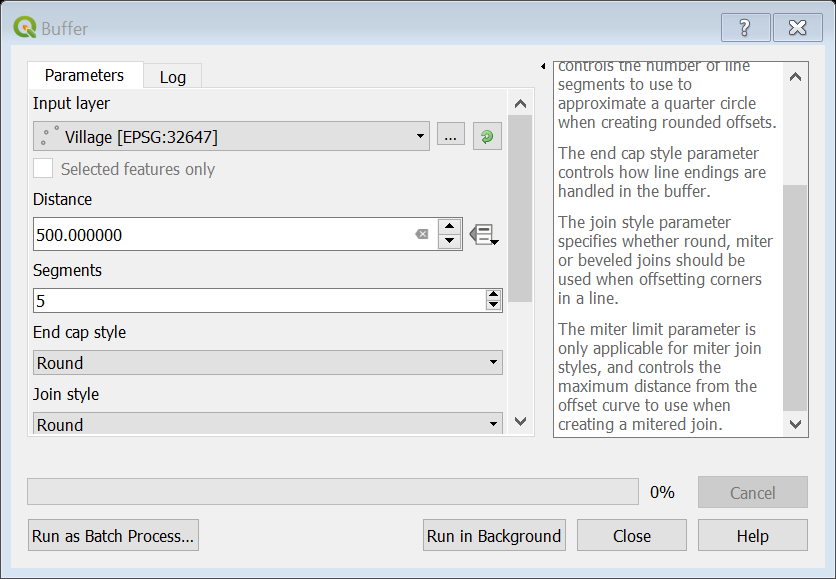 Buffer
?
Parameters
Log
Input layer
Village [EPSG:32647]
...
Selected features only
Distance
500.000000
Segments
5
End cap style
Round
Join style
Round
controls the number of line
segments to use to
approximate a quarter circle
when creating rounded offsets.
The end cap style parameter
controls how line endings are
handled in the buffer.
The join style parameter
specifies whether round, miter
or beveled joins should be
used when offsetting corners
in a line.
The miter limit parameter is
only applicable for miter join
styles, and controls the
maximum distance from the
offset curve to use when
creating a mitered join.
0%
Cancel
Run as Batch Process...
Run in Background
Close
Help